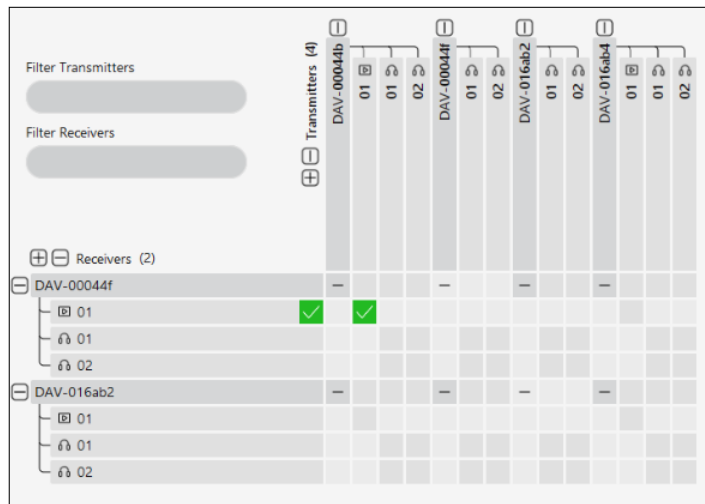 Filter Transmitters
Filter Receivers
Transmitters (4)
DAV-00044b
01
01
02
DAV-00044f
01
02
DAV-016ab2
01
02
DAV-016ab4
01
01
02
Receivers (2)
DAV-00044f
01
01
02
DAV-016ab2
01
01
02